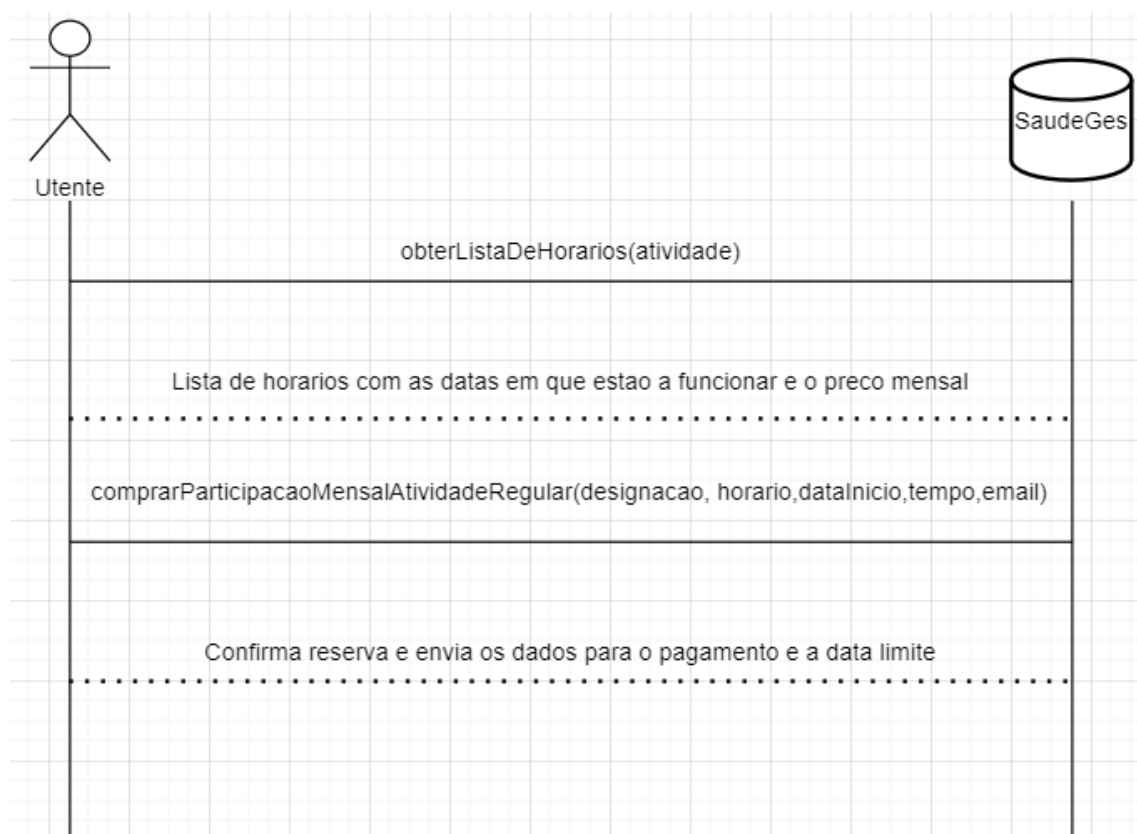 SaudeGes
Utente
obterListaDeHorarios(atividade)
Lista de horarios com as datas em que estao a funcionar e o preco mensal
comprarParticipacaoMensalAtividadeRegular(designacao, horario,dataInicio,tempo,email)
Confirma reserva e envia os dados para o pagamento e a data limite